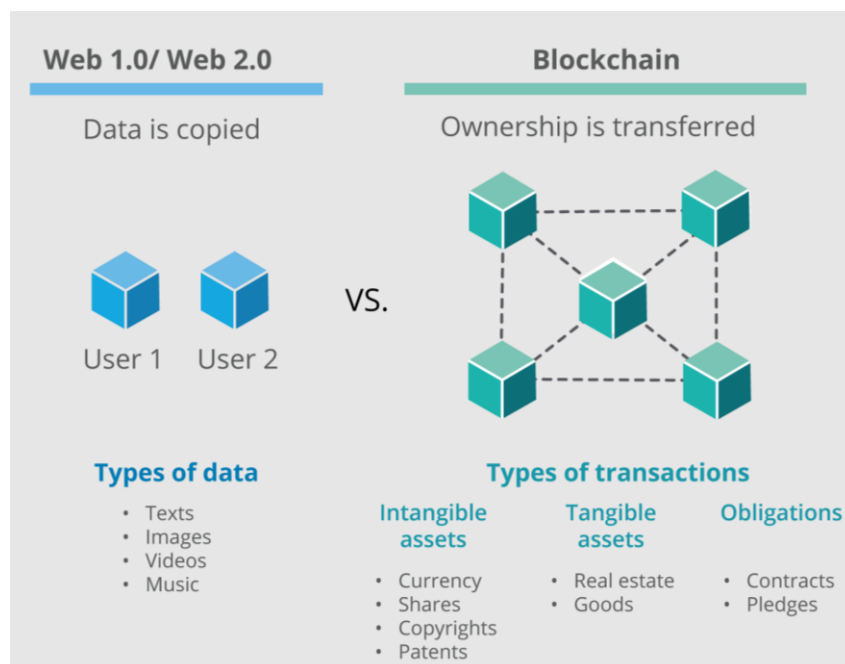 Web 1.0/ Web 2.0
Data is copied
User 1
User 2
Types of data
• Texts
• Images
• Videos
• Music
VS.
Blockchain
Ownership is transferred
Types of transactions
Intangible
assets
• Currency
• Shares
• Copyrights
• Patents
Tangible
assets
• Real estate
• Goods
Obligations
• Contracts
• Pledges